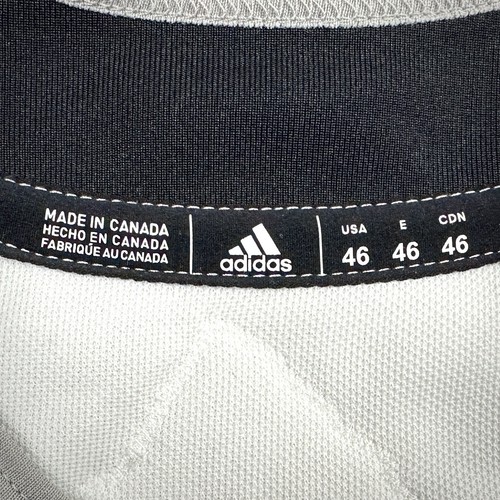 MADE IN CANADA
HECHO EN CANADA
FABRIQUÉ AU CANADA
adidas
USA E CDN
46 46 46